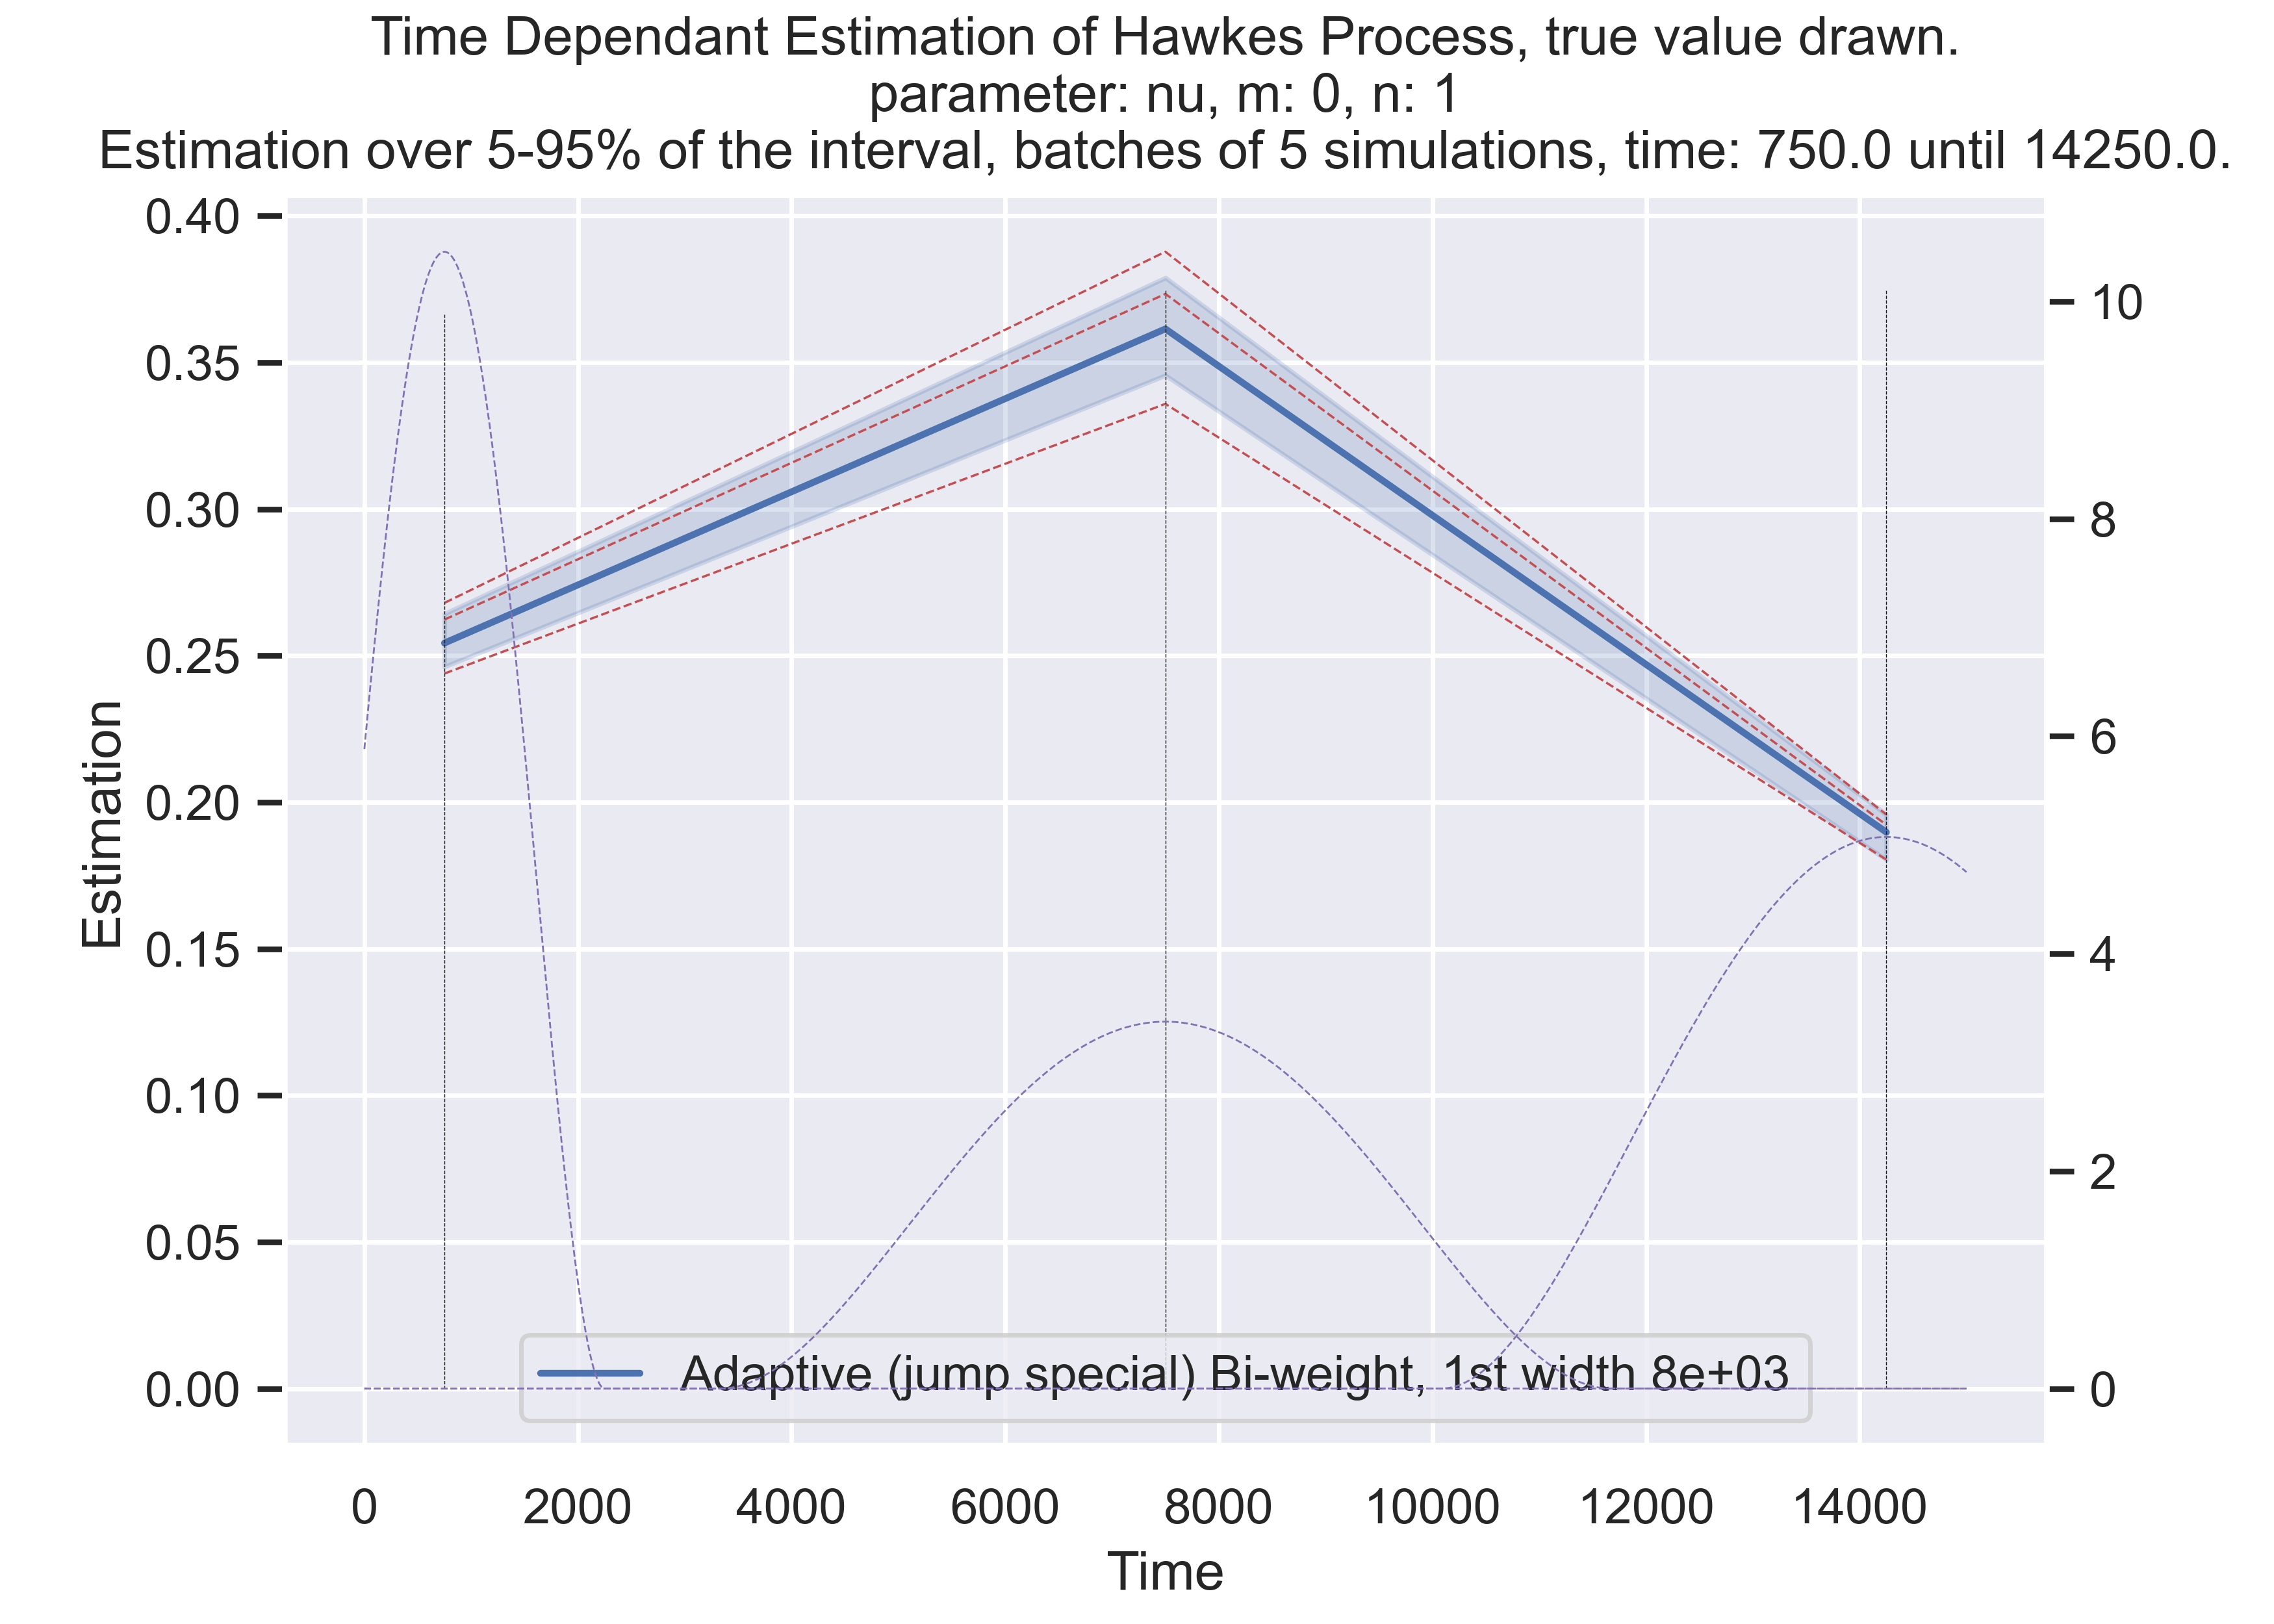 Time Dependant Estimation of Hawkes Process, true value drawn.
parameter: nu, m: 0, n: 1
Estimation over 5-95% of the interval, batches of 5 simulations, time: 750.0 until 14250.0.
0.40
0.35
0.30
0.25
0.20
0.15
0.10
0.05
0.00
Estimation
10
8
6
4
2
0
Adaptive (jump special) Bi-weight, 1st width 8e+03
0 2000 4000 6000 8000 10000 12000 14000
Time